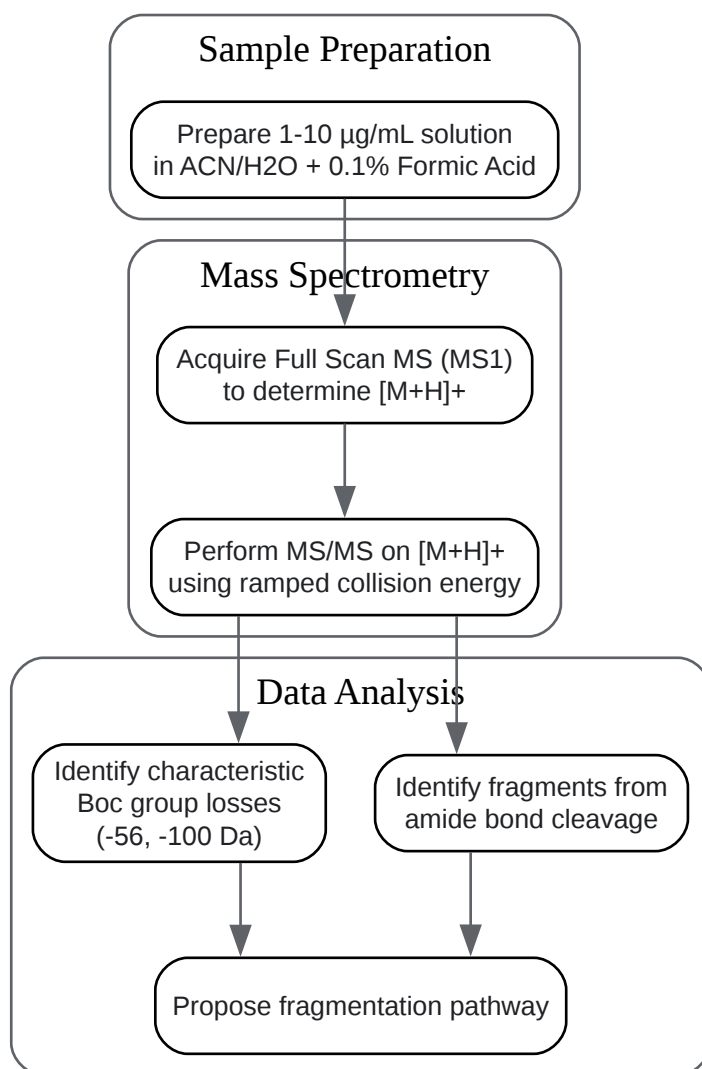 Sample Preparation
Prepare 1-10 µg/mL solution
in ACN/H2O + 0.1% Formic Acid
Mass Spectrometry
Acquire Full Scan MS (MS1)
to determine [M+H]+
Perform MS/MS on [M+H]+
using ramped collision energy
Data Analysis
Identify characteristic
Boc group losses
(-56, -100 Da)
Identify fragments from
amide bond cleavage
Propose fragmentation pathway